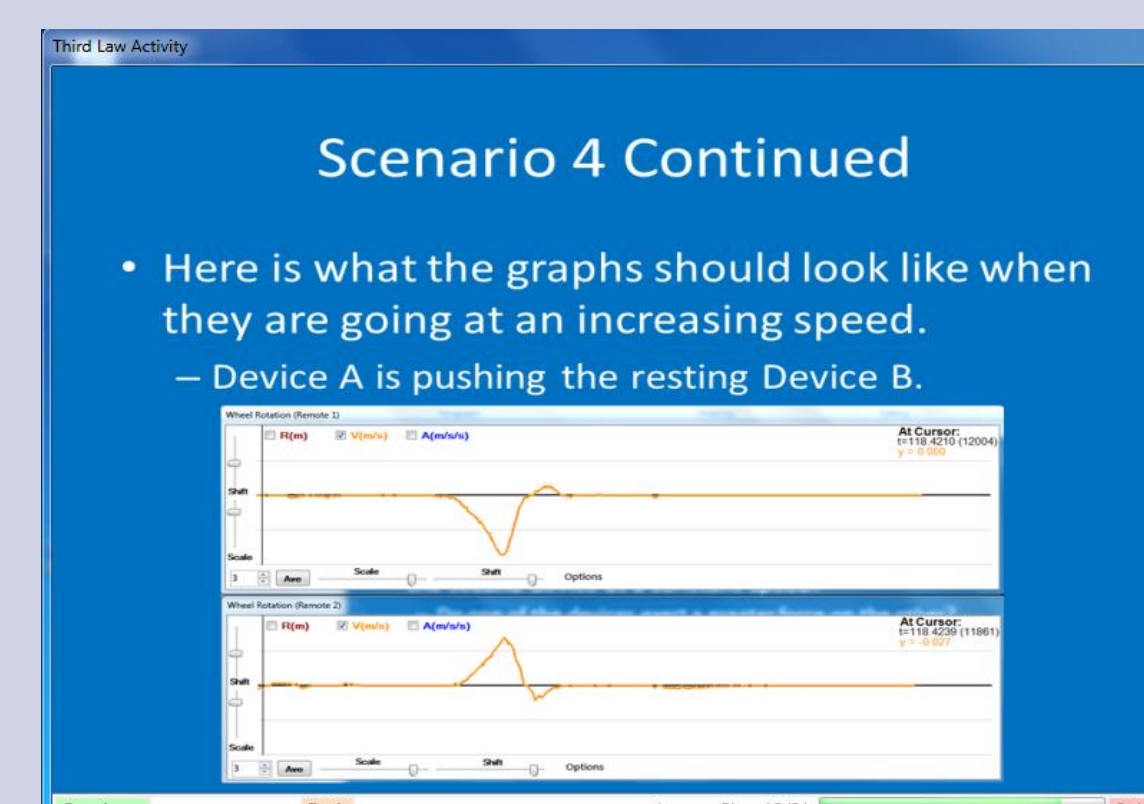 Third Law Activity
Scenario 4 Continued
• Here is what the graphs should look like when
they are going at an increasing speed.
– Device A is pushing the resting Device B.
Wheel Rotation (Remote 1)
R(m) V(m/s) A(m/s/s)
At Cursor:
t=118.4210 (12004)
y = 0.000
Shift
Scale
3 Ave Scale Shift Options
Wheel Rotation (Remote 2)
R(m) V(m/s) A(m/s/s)
At Cursor:
t=118.4239 (11861)
y = -0.027
Shift
Scale
3 Ave Scale Shift Options